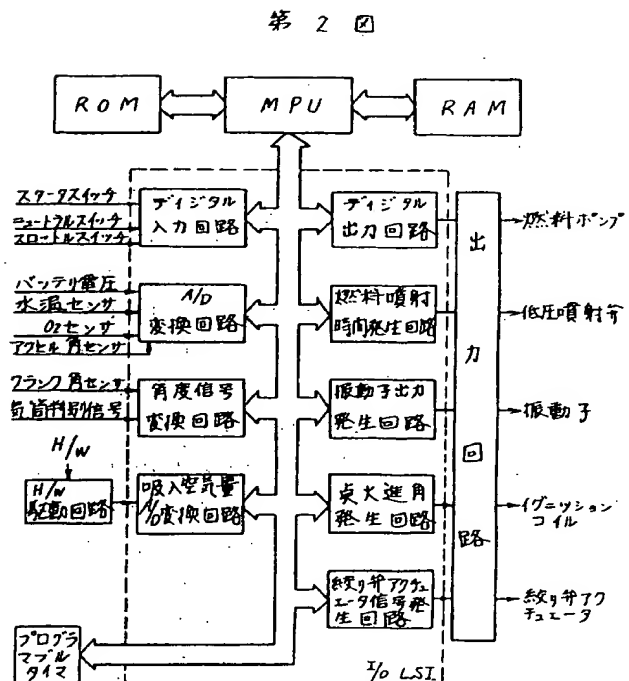 第 2 図
ROM
MPU
RAM
スタータスイッチ
ニュートラルスイッチ
スロットルスイッチ
ディジタル
入力回路
ディジタル
出力回路
燃料ポンプ
バッテリ電圧
水温センサ
O2センサ
アクセル角センサ
A/D
変換回路
燃料噴射
時間発生回路
低圧噴射弁
クランク角センサ
気筒判別信号
角度信号
変換回路
振動子出力
発生回路
振動子
H/W
H/W
駆動回路
吸入空気量
A/D変換回路
点火進角
発生回路
イグニッション
コイル
絞り弁アクチュ
エータ信号発
生回路
絞り弁アク
チュエータ
出
力
回
路
プログラ
マブル
タイマ
I/O LSI